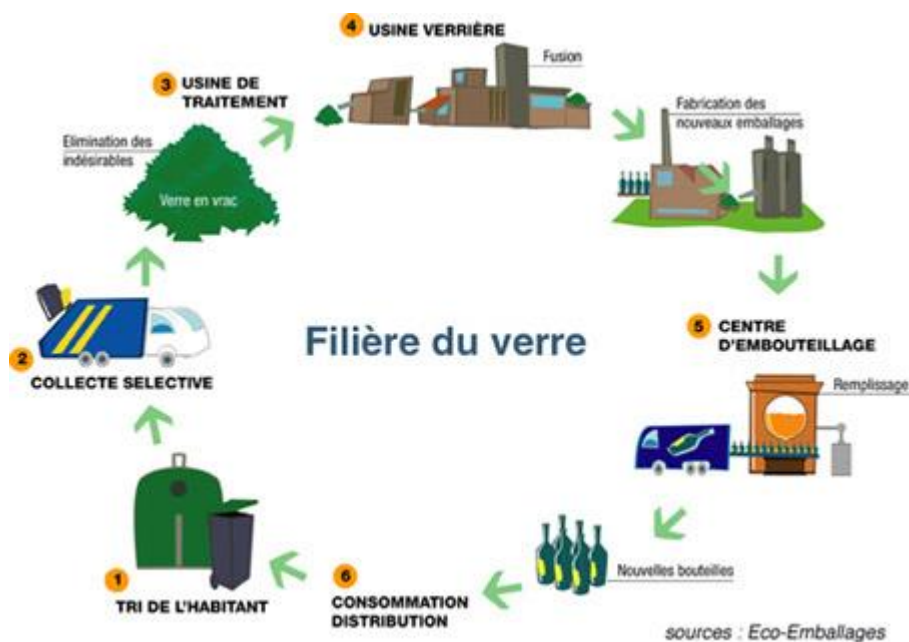 4 USINE VERRIÈRE
Fusion
3 USINE DE
TRAITEMENT
Elimination des
indésirables
Verre en vrac
Fabrication des
nouveaux emballages
Filière du verre
5 CENTRE
D'EMBOUTEILLAGE
Remplissage
2
COLLECTE SELECTIVE
Nouvelles bouteilles
1
TRI DE L'HABITANT
6
CONSOMMATION
DISTRIBUTION
sources : Eco-Emballages